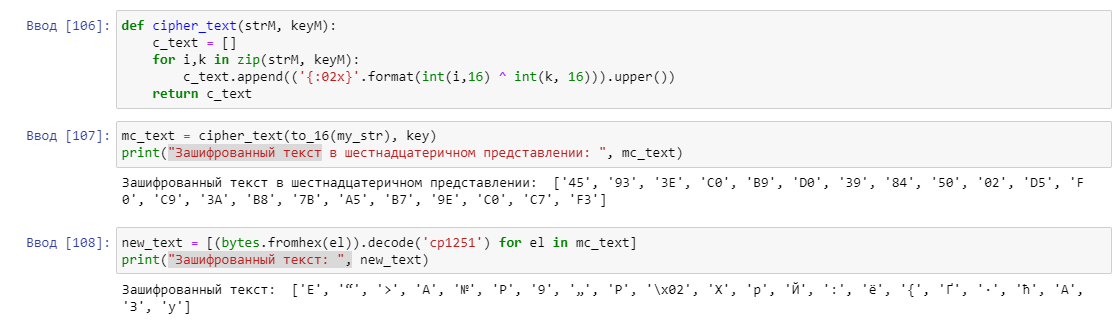 Ввод [106]: def cipher_text(strM, keyM):
c_text = []
for i,k in zip(strM, keyM):
c_text.append(('{:02x}'.format(int(i,16) ^ int(k, 16))).upper())
return c_text
Ввод [107]: mc_text = cipher_text(to_16(my_str), key)
print("Зашифрованный текст в шестнадцатеричном представлении: ", mc_text)
Зашифрованный текст в шестнадцатеричном представлении:  ['45', '93', '3E', 'C0', 'B9', 'D0', '39', '84', '50', '02', 'D5', 'F
0', 'C9', '3A', 'B8', '7B', 'A5', 'B7', '9E', 'C0', 'C7', 'F3']
Ввод [108]: new_text = [(bytes.fromhex(el)).decode('cp1251') for el in mc_text]
print("Зашифрованный текст: ", new_text)
Зашифрованный текст:  ['E', '“', '>', 'А', '№', 'Р', '9', '„', 'P', '\x02', 'Х', 'р', 'Й', ':', 'ё', '{', 'Ґ', '·', 'ћ', 'А',
'З', 'у']